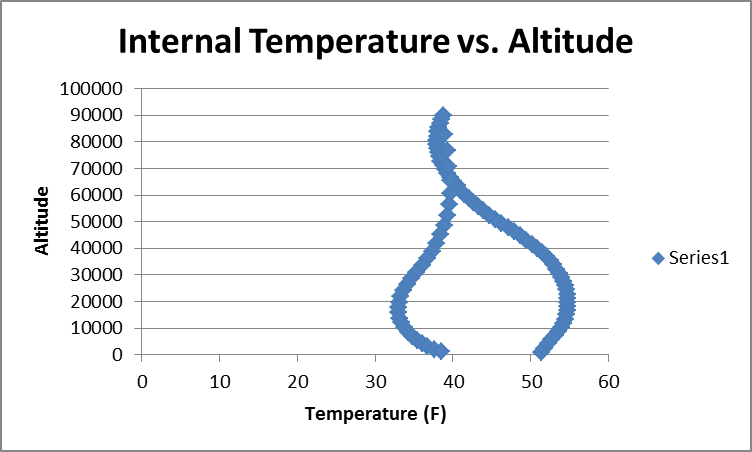 Internal Temperature vs. Altitude
100000
90000
80000
70000
60000
50000
40000
30000
20000
10000
0
Altitude
0 10 20 30 40 50 60
Temperature (F)
Series1